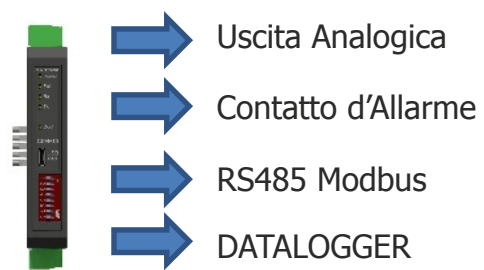 Uscita Analogica
Contatto d'Allarme
RS485 Modbus
DATALOGGER